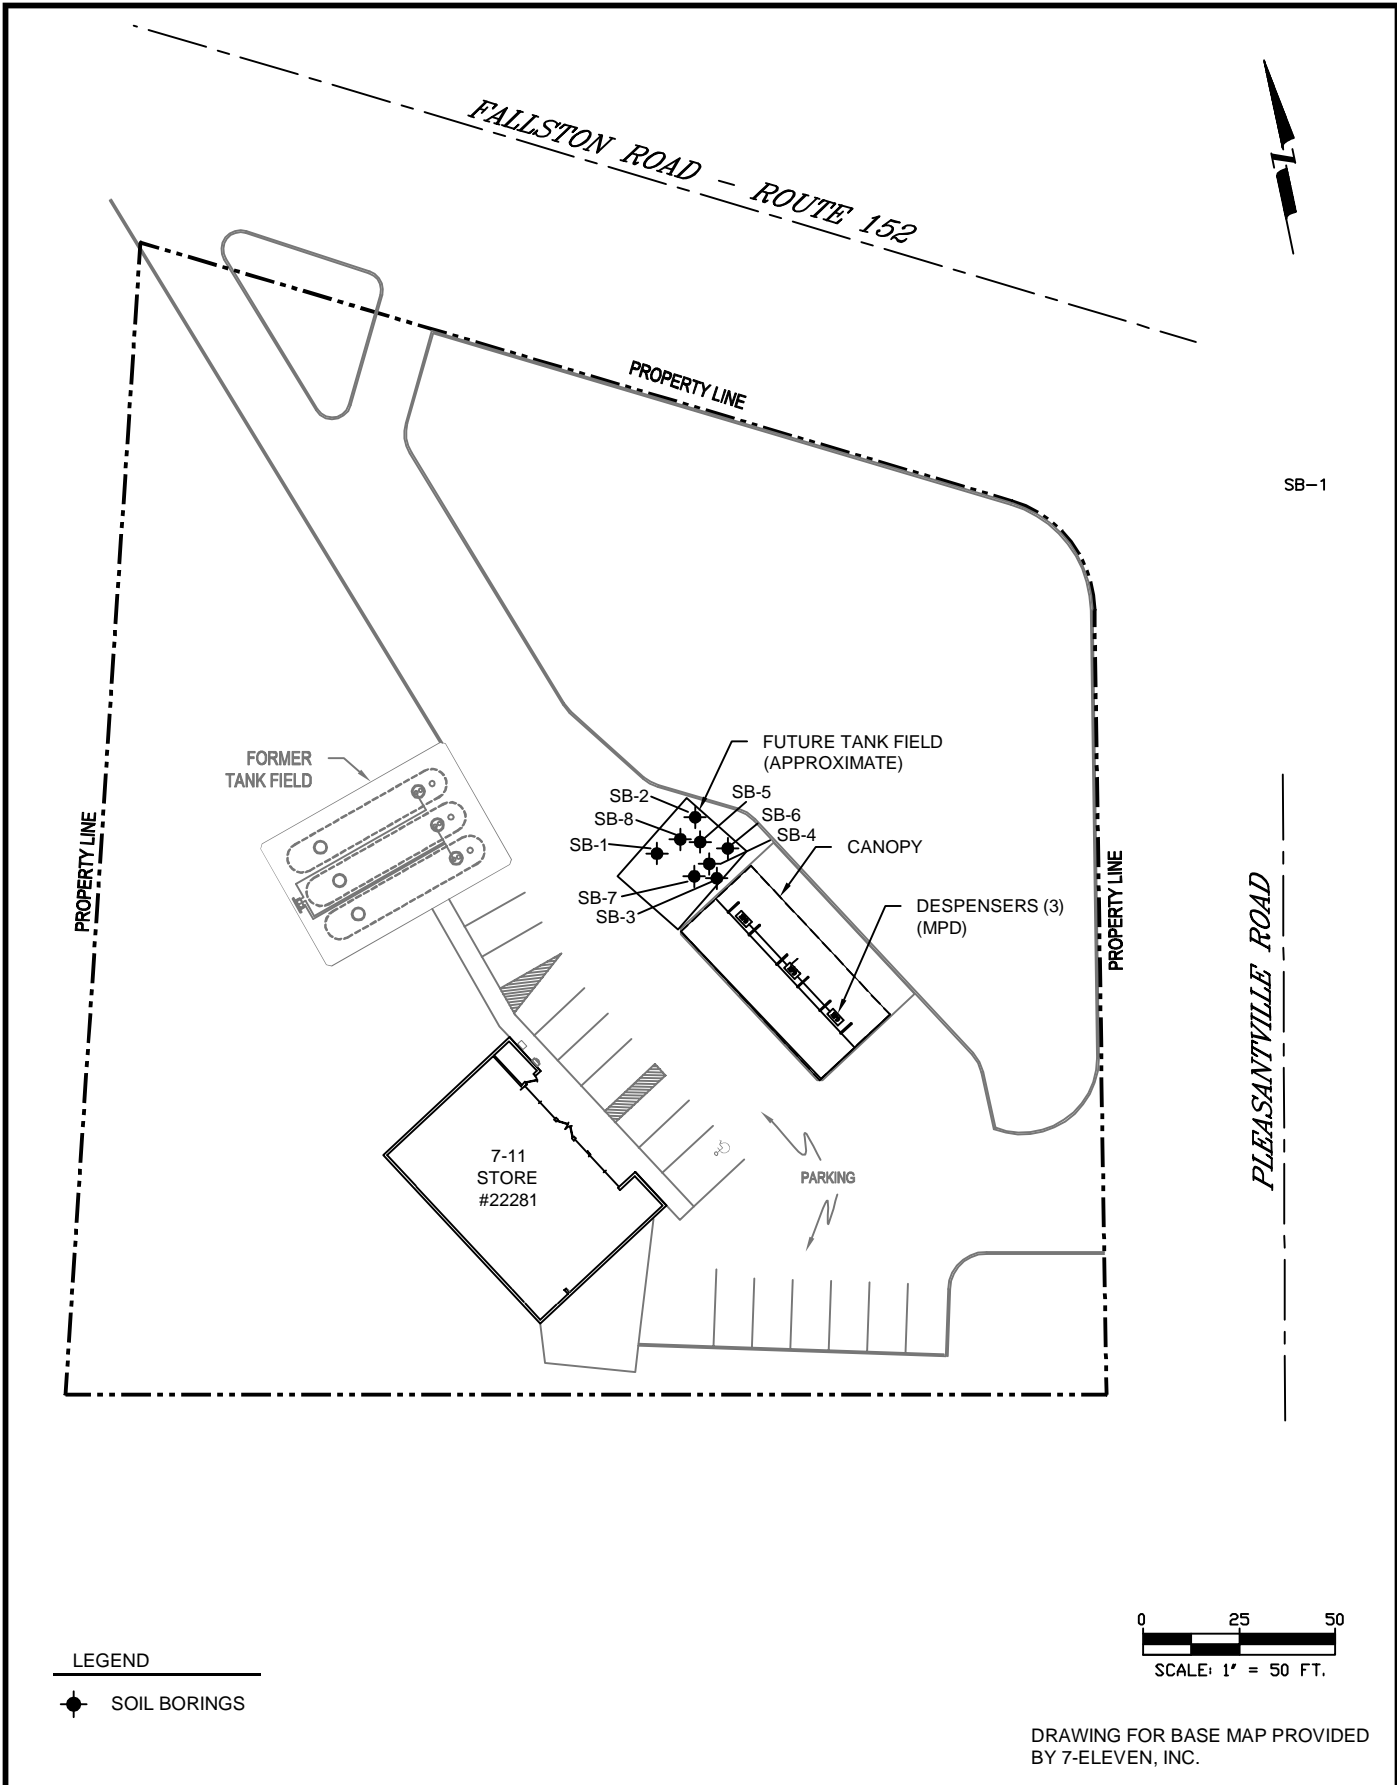 FALLSTON ROAD - ROUTE 152
N
PROPERTY LINE
SB-1
FUTURE TANK FIELD
(APPROXIMATE)
FORMER
TANK FIELD
SB-2
SB-5
SB-8
SB-6
SB-1
SB-4
CANOPY
SB-7
SB-3
DESPENSERS (3)
(MPD)
PROPERTY LINE
PROPERTY LINE
PLEASANTVILLE ROAD
7-11
STORE
#22281
PARKING
0 25 50
SCALE: 1" = 50 FT.
LEGEND
SOIL BORINGS
DRAWING FOR BASE MAP PROVIDED
BY 7-ELEVEN, INC.